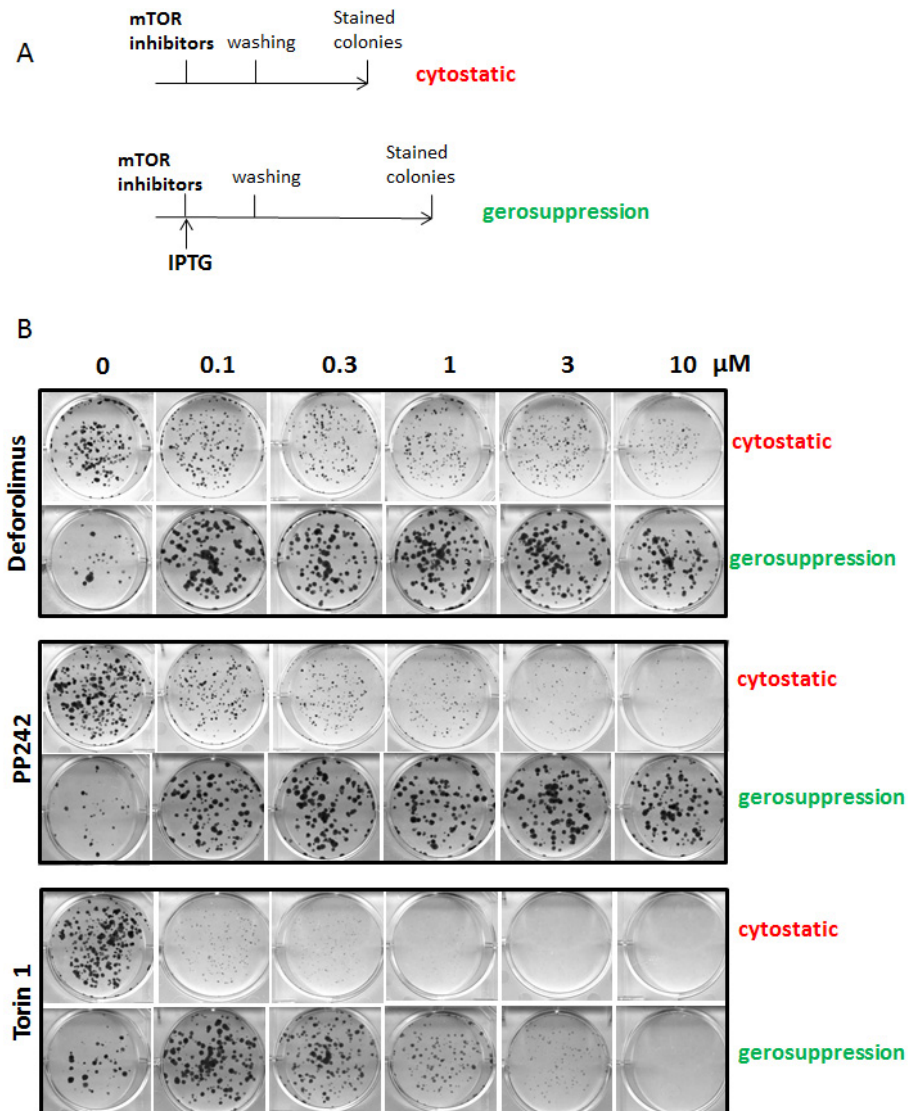 A
mTOR
inhibitors
washing
Stained
colonies
cytostatic
mTOR
inhibitors
washing
Stained
colonies
gerosuppression
IPTG
B
0 0.1 0.3 1 3 10 µM
Deforolimus
cytostatic
gerosuppression
PP242
cytostatic
gerosuppression
Torin 1
cytostatic
gerosuppression